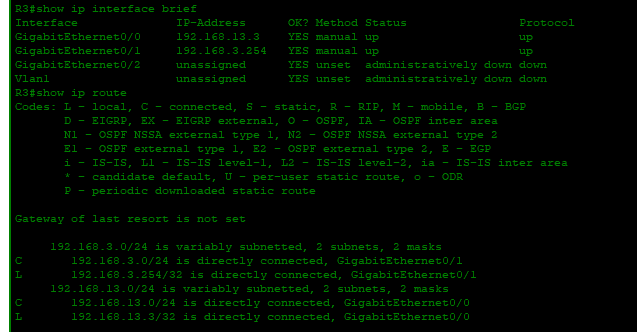 R3#show ip interface brief
Interface IP-Address OK? Method Status Protocol
GigabitEthernet0/0 192.168.13.3 YES manual up up
GigabitEthernet0/1 192.168.3.254 YES manual up up
GigabitEthernet0/2 unassigned YES unset administratively down down
Vlan1 unassigned YES unset administratively down down
R3#show ip route
Codes: L - local, C - connected, S - static, R - RIP, M - mobile, B - BGP
D - EIGRP, EX - EIGRP external, O - OSPF, IA - OSPF inter area
N1 - OSPF NSSA external type 1, N2 - OSPF NSSA external type 2
E1 - OSPF external type 1, E2 - OSPF external type 2, E - EGP
i - IS-IS, L1 - IS-IS level-1, L2 - IS-IS level-2, ia - IS-IS inter area
* - candidate default, U - per-user static route, o - ODR
P - periodic downloaded static route
Gateway of last resort is not set
192.168.3.0/24 is variably subnetted, 2 subnets, 2 masks
C 192.168.3.0/24 is directly connected, GigabitEthernet0/1
L 192.168.3.254/32 is directly connected, GigabitEthernet0/1
192.168.13.0/24 is variably subnetted, 2 subnets, 2 masks
C 192.168.13.0/24 is directly connected, GigabitEthernet0/0
L 192.168.13.3/32 is directly connected, GigabitEthernet0/0